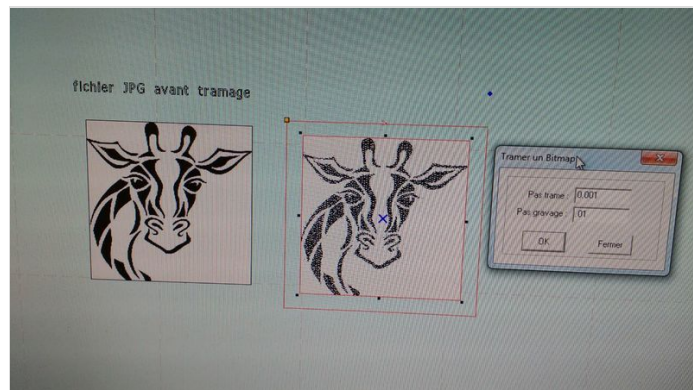 fichier JPG avant tramage
Tramer un Bitmap
Pas trame : 0.001
Pas gravage : 01
OK
Fermer